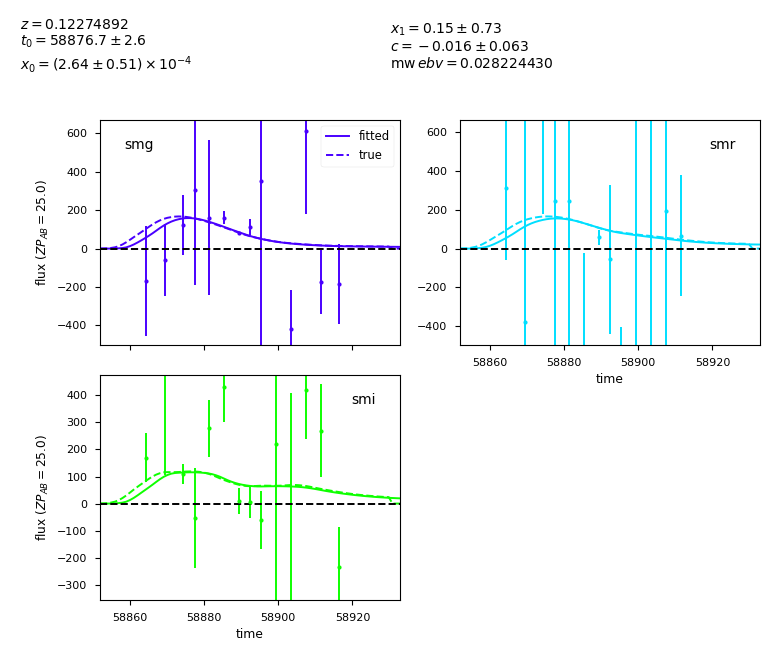 z = 0.12274892
t₀ = 58876.7 ± 2.6
x₀ = (2.64 ± 0.51) × 10⁻⁴
x₁ = 0.15 ± 0.73
c = −0.016 ± 0.063
mw ebv = 0.028224430
smg
fitted
true
600
400
200
0
−200
−400
flux (ZP_AB = 25.0)
smr
600
400
200
0
−200
−400
58860 58880 58900 58920
time
smi
400
300
200
100
0
−100
−200
−300
flux (ZP_AB = 25.0)
58860 58880 58900 58920
time